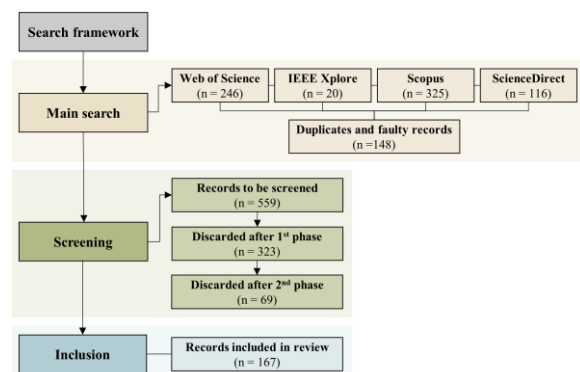 Search framework
Main search
Web of Science
(n = 246)
IEEE Xplore
(n = 20)
Scopus
(n = 325)
ScienceDirect
(n = 116)
Duplicates and faulty records
(n =148)
Screening
Records to be screened
(n = 559)
Discarded after 1st phase
(n = 323)
Discarded after 2nd phase
(n = 69)
Inclusion
Records included in review
(n = 167)